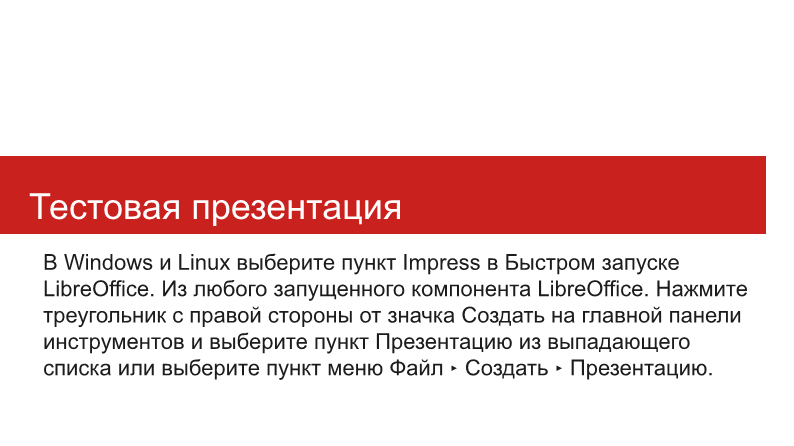 Тестовая презентация
В Windows и Linux выберите пункт Impress в Быстром запуске
LibreOffice. Из любого запущенного компонента LibreOffice. Нажмите
треугольник с правой стороны от значка Создать на главной панели
инструментов и выберите пункт Презентацию из выпадающего
списка или выберите пункт меню Файл ‣ Создать ‣ Презентацию.